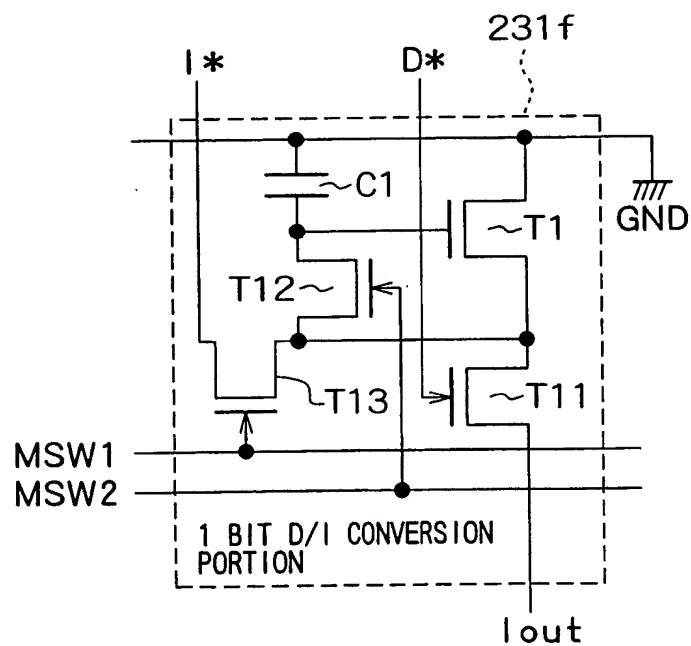 231f
I*
D*
C1
T1
GND
T12
T13
T11
MSW1
MSW2
1 BIT D/I CONVERSION
PORTION
Iout